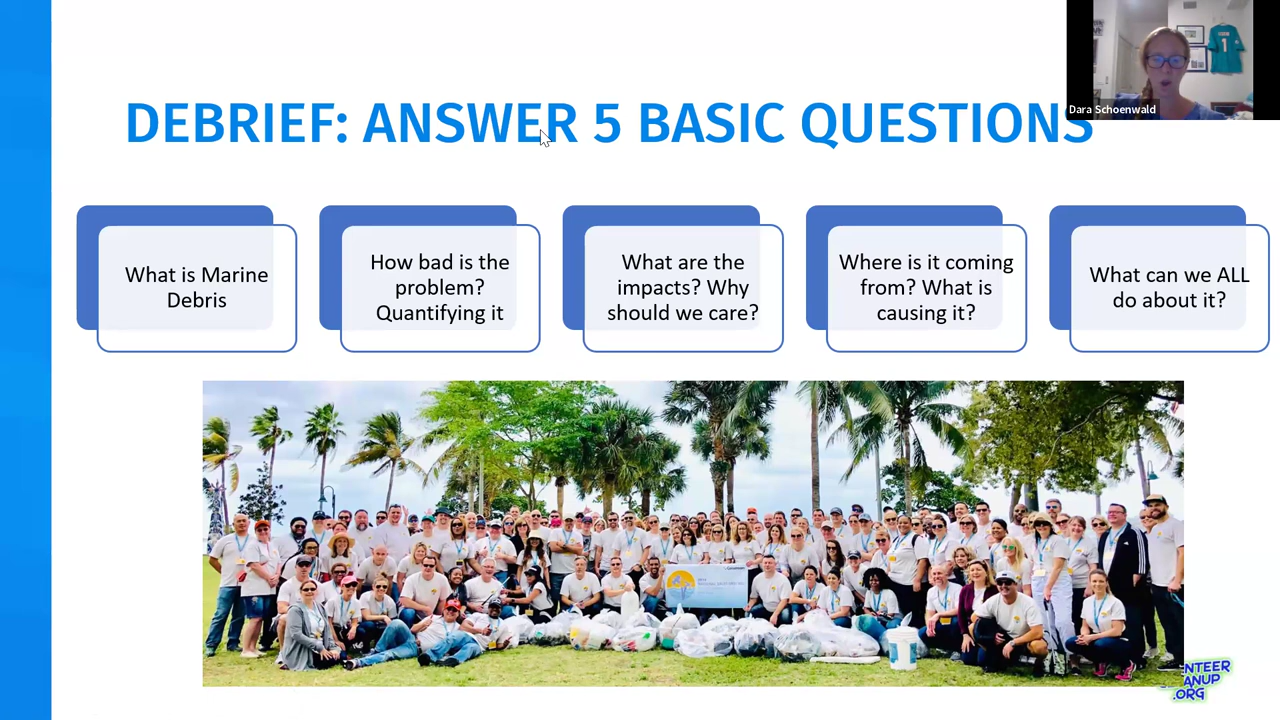 Dara Schoenwald
DEBRIEF: ANSWER 5 BASIC QUESTIONS
What is Marine
Debris
How bad is the
problem?
Quantifying it
What are the
impacts? Why
should we care?
Where is it coming
from? What is
causing it?
What can we ALL
do about it?
NTEER
ANUP
.ORG